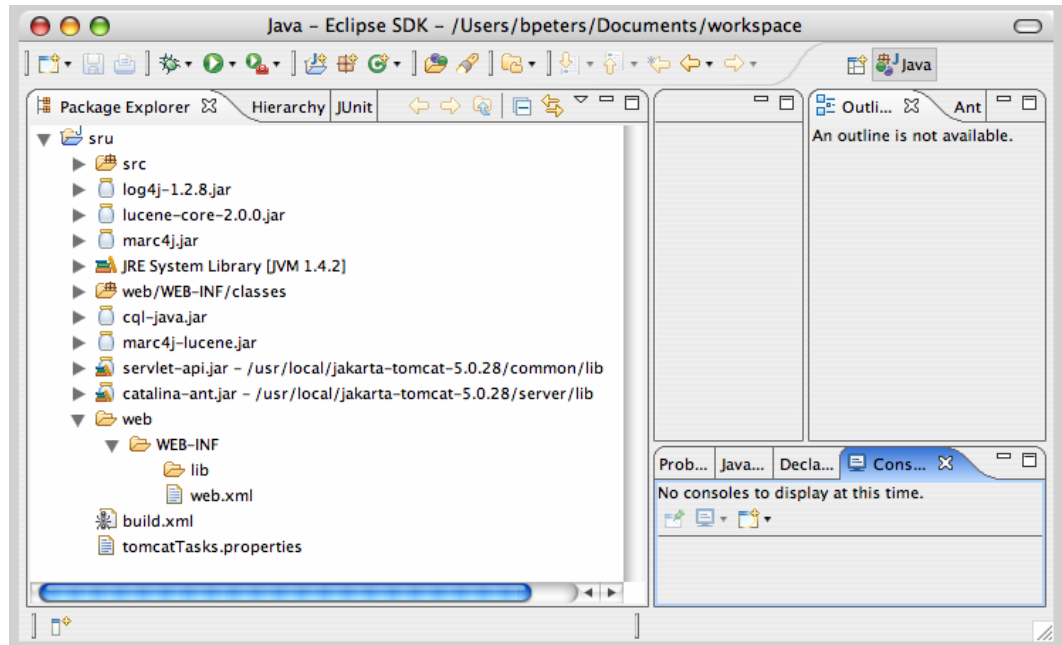 Java – Eclipse SDK – /Users/bpeters/Documents/workspace
Java
Package Explorer Hierarchy JUnit
sru
src
log4j-1.2.8.jar
lucene-core-2.0.0.jar
marc4j.jar
JRE System Library [JVM 1.4.2]
web/WEB-INF/classes
cql-java.jar
marc4j-lucene.jar
servlet-api.jar – /usr/local/jakarta-tomcat-5.0.28/common/lib
catalina-ant.jar – /usr/local/jakarta-tomcat-5.0.28/server/lib
web
WEB-INF
lib
web.xml
build.xml
tomcatTasks.properties
Outli... Ant
An outline is not available.
Prob... Java... Decla... Cons...
No consoles to display at this time.